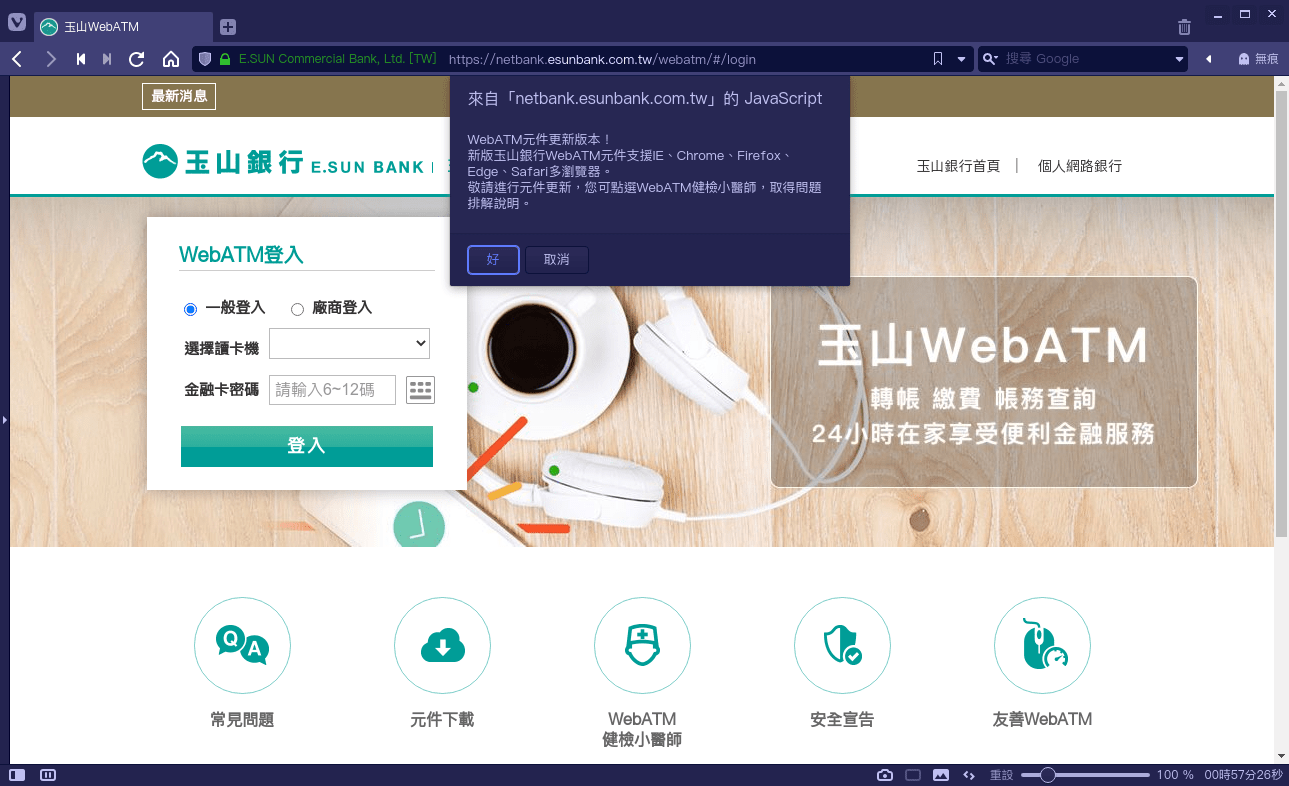 玉山WebATM
E.SUN Commercial Bank, Ltd. [TW]
https://netbank.esunbank.com.tw/webatm/#/login
搜尋 Google
無痕
最新消息
來自「netbank.esunbank.com.tw」的 JavaScript
WebATM元件更新版本！
新版玉山銀行WebATM元件支援IE、Chrome、Firefox、
Edge、Safari多瀏覽器。
敬請進行元件更新，您可點選WebATM健檢小醫師，取得問題
排解說明。
好
取消
玉山銀行 E.SUN BANK
玉山銀行首頁 | 個人網路銀行
WebATM登入
一般登入
廠商登入
選擇讀卡機
金融卡密碼
請輸入6~12碼
登入
玉山WebATM
轉帳 繳費 帳務查詢
24小時在家享受便利金融服務
Q A
常見問題
元件下載
WebATM
健檢小醫師
安全宣告
友善WebATM
重設
100 %
00時57分26秒